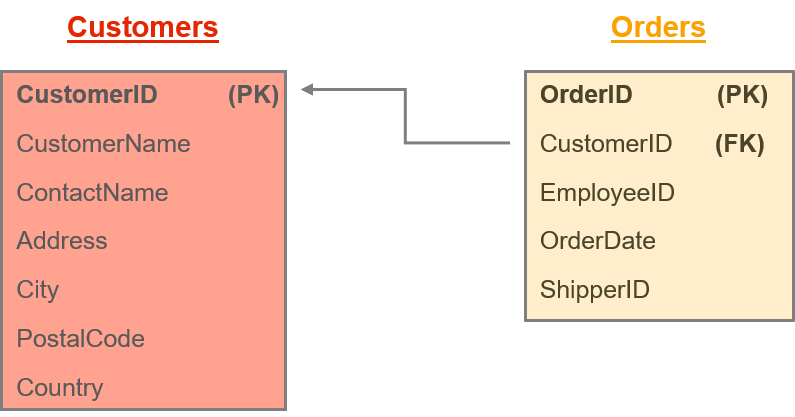 Customers
CustomerID (PK)
CustomerName
ContactName
Address
City
PostalCode
Country
Orders
OrderID (PK)
CustomerID (FK)
EmployeeID
OrderDate
ShipperID